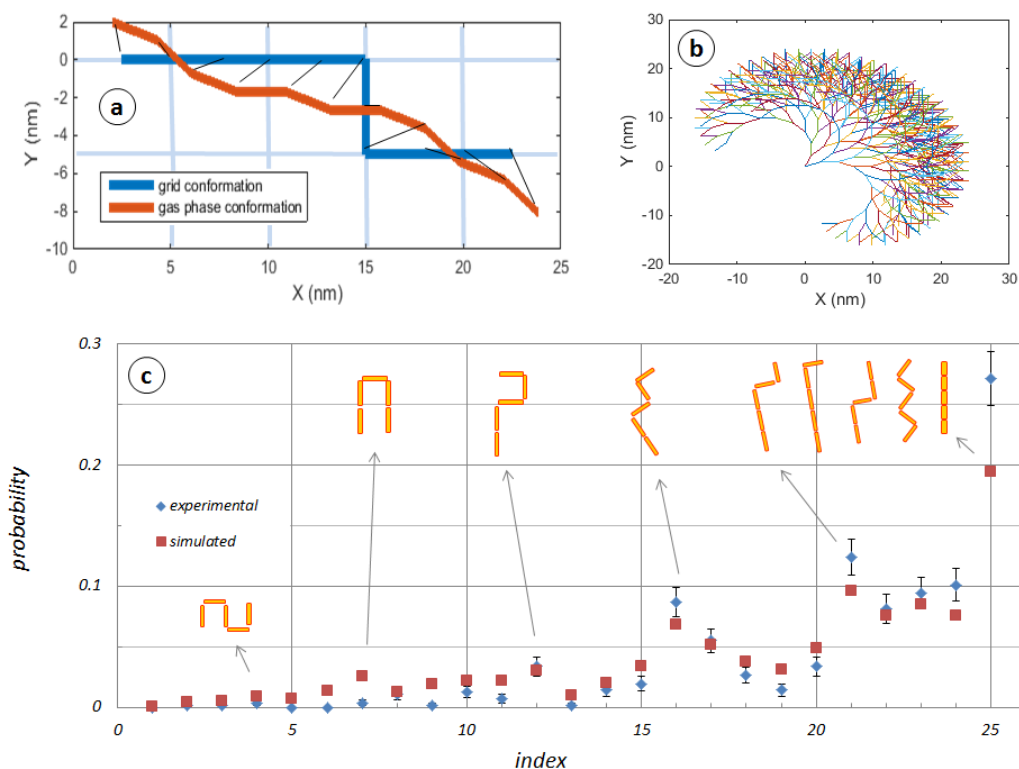 a
2
0
-2
-4
-6
-8
-10
Y (nm)
grid conformation
gas phase conformation
0
5
10
15
20
25
X (nm)
b
30
20
10
0
-10
-20
Y (nm)
-20
-10
0
10
20
30
X (nm)
c
0.3
0.2
0.1
0
probability
experimental
simulated
0
5
10
15
20
25
index